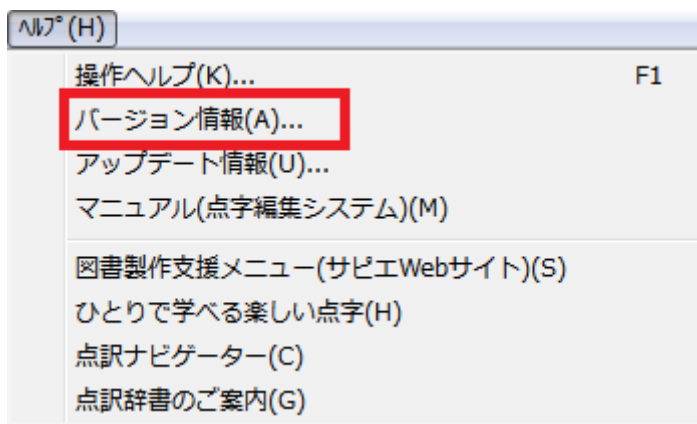 ﾍﾙﾌﾟ(H)
操作ヘルプ(K)... F1
バージョン情報(A)...
アップデート情報(U)...
マニュアル(点字編集システム)(M)
図書製作支援メニュー(サピエWebサイト)(S)
ひとりで学べる楽しい点字(H)
点訳ナビゲーター(C)
点訳辞書のご案内(G)